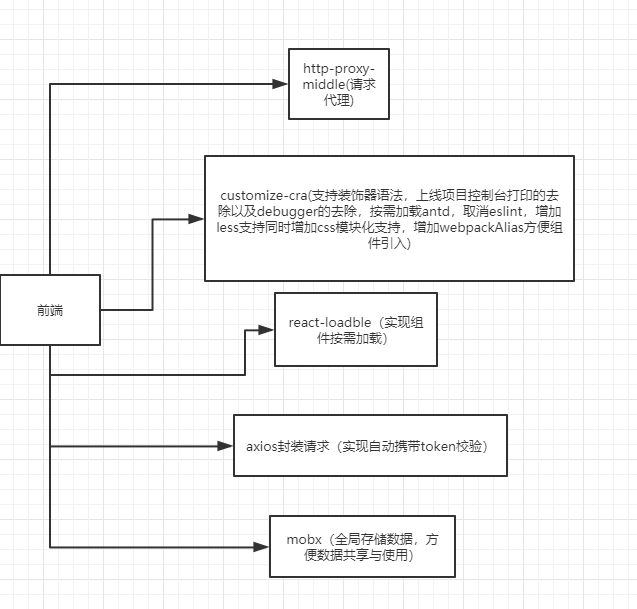 http-proxy-
middle(请求
代理)
customize-cra(支持装饰器语法，上线项目控制台打印的去
除以及debugger的去除，按需加载antd，取消eslint，增加
less支持同时增加css模块化支持，增加webpackAlias方便组
件引入)
前端
react-loadble（实现组
件按需加载）
axios封装请求（实现自动携带token校验）
mobx（全局存储数据，方
便数据共享与使用）